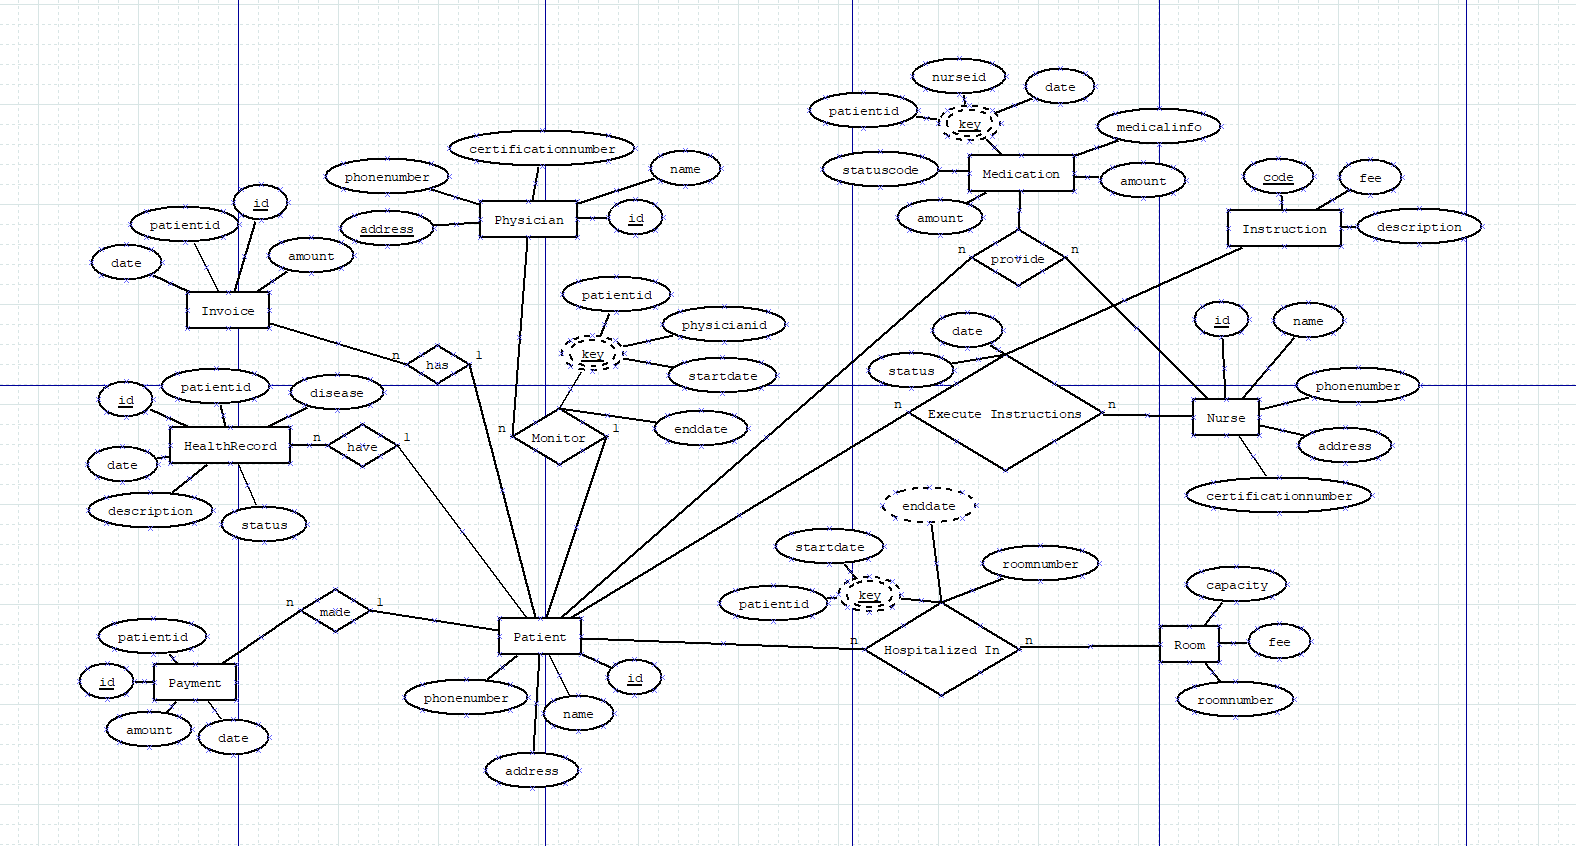 nurseid
date
patientid
key
medicalinfo
certificationnumber
statuscode
Medication
amount
phonenumber
name
code
fee
id
address
Physician
id
amount
Instruction
description
patientid
date
amount
n
provide
n
Invoice
patientid
physicianid
id
name
date
n
has
1
key
startdate
status
id
patientid
disease
phonenumber
HealthRecord
n
have
1
n
Monitor
1
enddate
n
Execute Instructions
n
Nurse
address
date
description
status
certificationnumber
enddate
startdate
roomnumber
capacity
n
made
1
patientid
key
patientid
Patient
n
Hospitalized In
n
Room
fee
id
Payment
id
phonenumber
name
roomnumber
amount
date
address